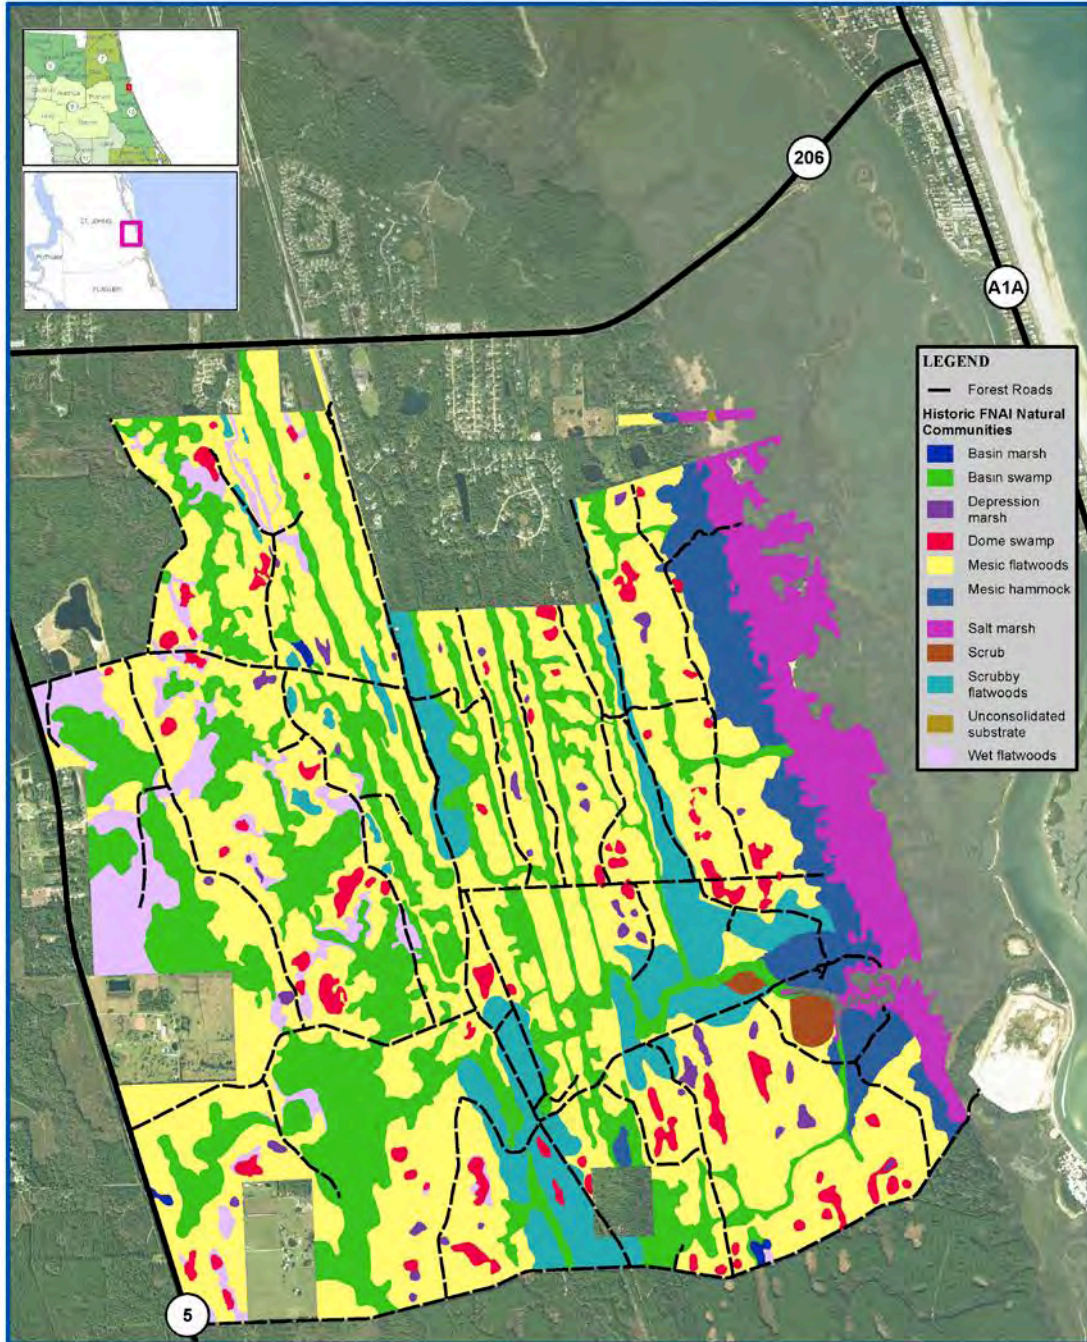 ST. JOHNS
PUTNAM
FLAGLER
206
A1A
LEGEND
Forest Roads
Historic FNAI Natural
Communities
Basin marsh
Basin swamp
Depression
marsh
Dome swamp
Mesic flatwoods
Mesic hammock
Salt marsh
Scrub
Scrubby
flatwoods
Unconsolidated
substrate
Wet flatwoods
5